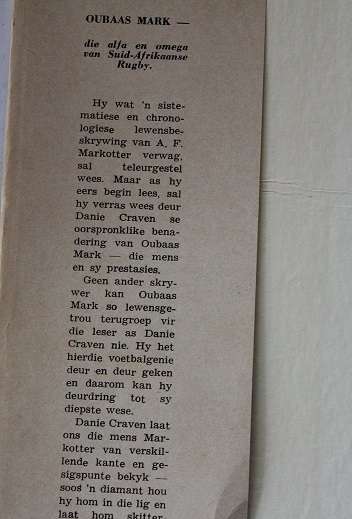 OUBAAS MARK —
die alfa en omega
van Suid-Afrikaanse
Rugby.
Hy wat 'n siste-
matiese en chrono-
logiese lewensbe-
skrywing van A. F.
Markotter verwag,
sal teleurgestel
wees. Maar as hy
eers begin lees, sal
hy verras wees deur
Danie Craven se
oorspronklike bena-
dering van Oubaas
Mark — die mens
en sy prestasies.
Geen ander skry-
wer kan Oubaas
Mark so lewensge-
trou terugroep vir
die leser as Danie
Craven nie. Hy het
hierdie voetbalgenie
deur en deur geken
en daarom kan hy
deurdring tot sy
diepste wese.
Danie Craven laat
ons die mens Mar-
kotter van verskil-
lende kante en ge-
sigspunte bekyk —
soos 'n diamant hou
hy hom in die lig en
laat hom skitter